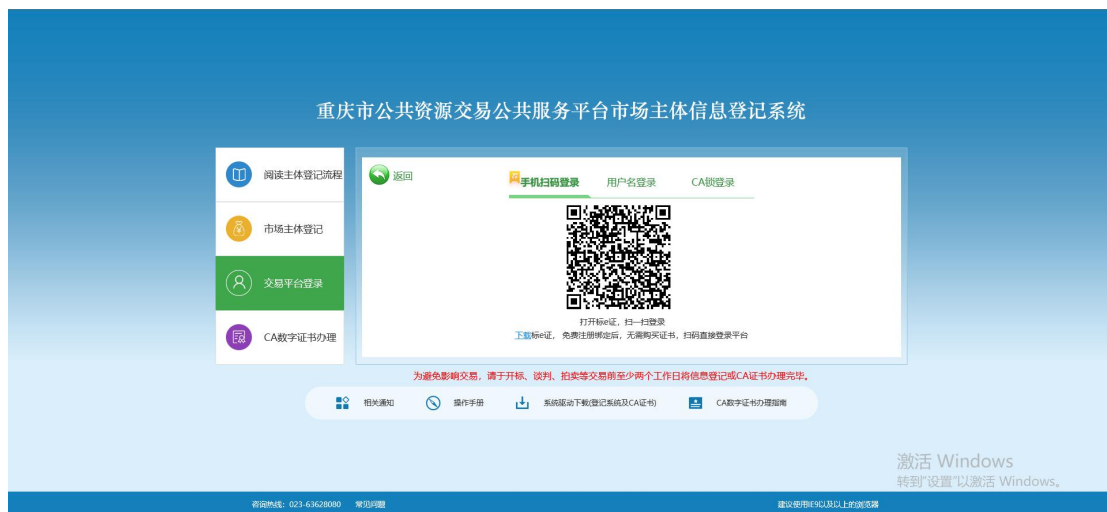 重庆市公共资源交易公共服务平台市场主体信息登记系统
阅读主体登记流程
市场主体登记
交易平台登录
CA数字证书办理
返回
手机扫码登录 用户名登录 CA锁登录
打开标e证，扫一扫登录
下载标e证， 免费注册绑定后，无需购买证书，扫码直接登录平台
为避免影响交易，请于开标、谈判、拍卖等交易前至少两个工作日将信息登记或CA证书办理完毕。
相关通知 操作手册 系统驱动下载(登记系统及CA证书) CA数字证书办理指南
激活 Windows
转到"设置"以激活 Windows。
咨询热线：023-63628080 常见问题 建议使用IE9以及以上的浏览器